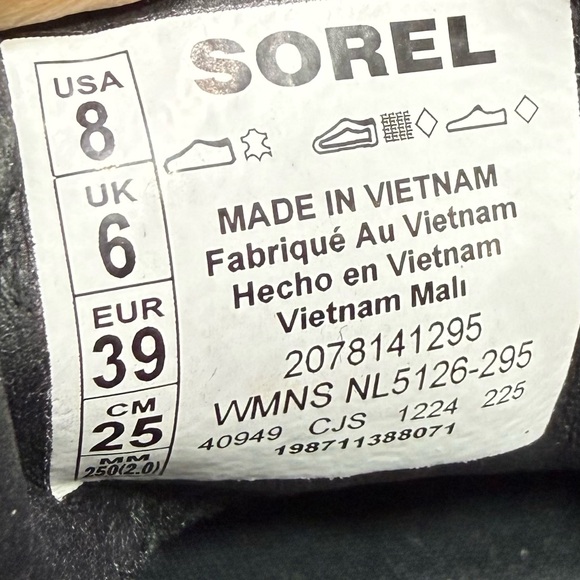 SOREL
USA
8
UK
6
EUR
39
CM
25
MM
250(2.0)
MADE IN VIETNAM
Fabriqué Au Vietnam
Hecho en Vietnam
Vietnam Malı
2078141295
WMNS NL5126-295
40949 CJS 1224 225
198711388071